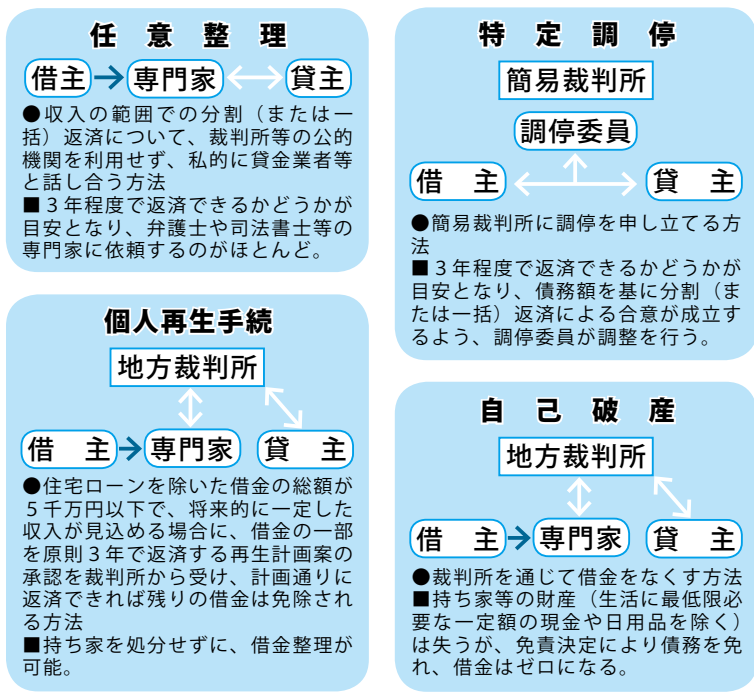 任意整理
借主
専門家
貸主
●収入の範囲での分割（または一
括）返済について、裁判所等の公的
機関を利用せず、私的に貸金業者等
と話し合う方法
■３年程度で返済できるかどうかが
目安となり、弁護士や司法書士等の
専門家に依頼するのがほとんど。
特定調停
簡易裁判所
調停委員
借　主
貸　主
●簡易裁判所に調停を申し立てる方
法
■３年程度で返済できるかどうかが
目安となり、債務額を基に分割（ま
たは一括）返済による合意が成立す
るよう、調停委員が調整を行う。
個人再生手続
地方裁判所
借　主
専門家
貸　主
●住宅ローンを除いた借金の総額が
５千万円以下で、将来的に一定した
収入が見込める場合に、借金の一部
を原則３年で返済する再生計画案の
承認を裁判所から受け、計画通りに
返済できれば残りの借金は免除され
る方法
■持ち家を処分せずに、借金整理が
可能。
自己破産
地方裁判所
借　主
専門家
貸　主
●裁判所を通じて借金をなくす方法
■持ち家等の財産（生活に最低限必
要な一定額の現金や日用品を除く）
は失うが、免責決定により債務を免
れ、借金はゼロになる。